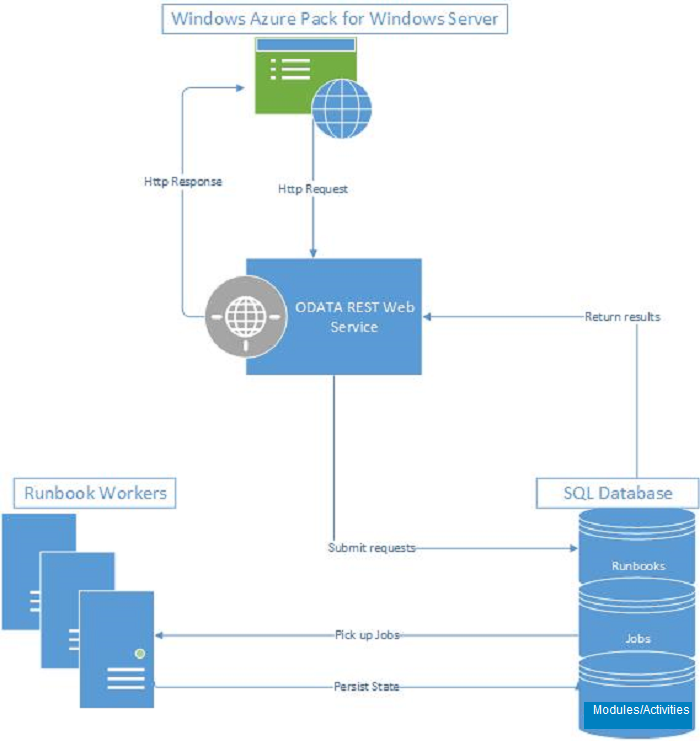 Windows Azure Pack for Windows Server
Http Response
Http Request
ODATA REST Web
Service
Return results
Runbook Workers
SQL Database
Submit requests
Runbooks
Pick up Jobs
Jobs
Persist State
Modules/Activities